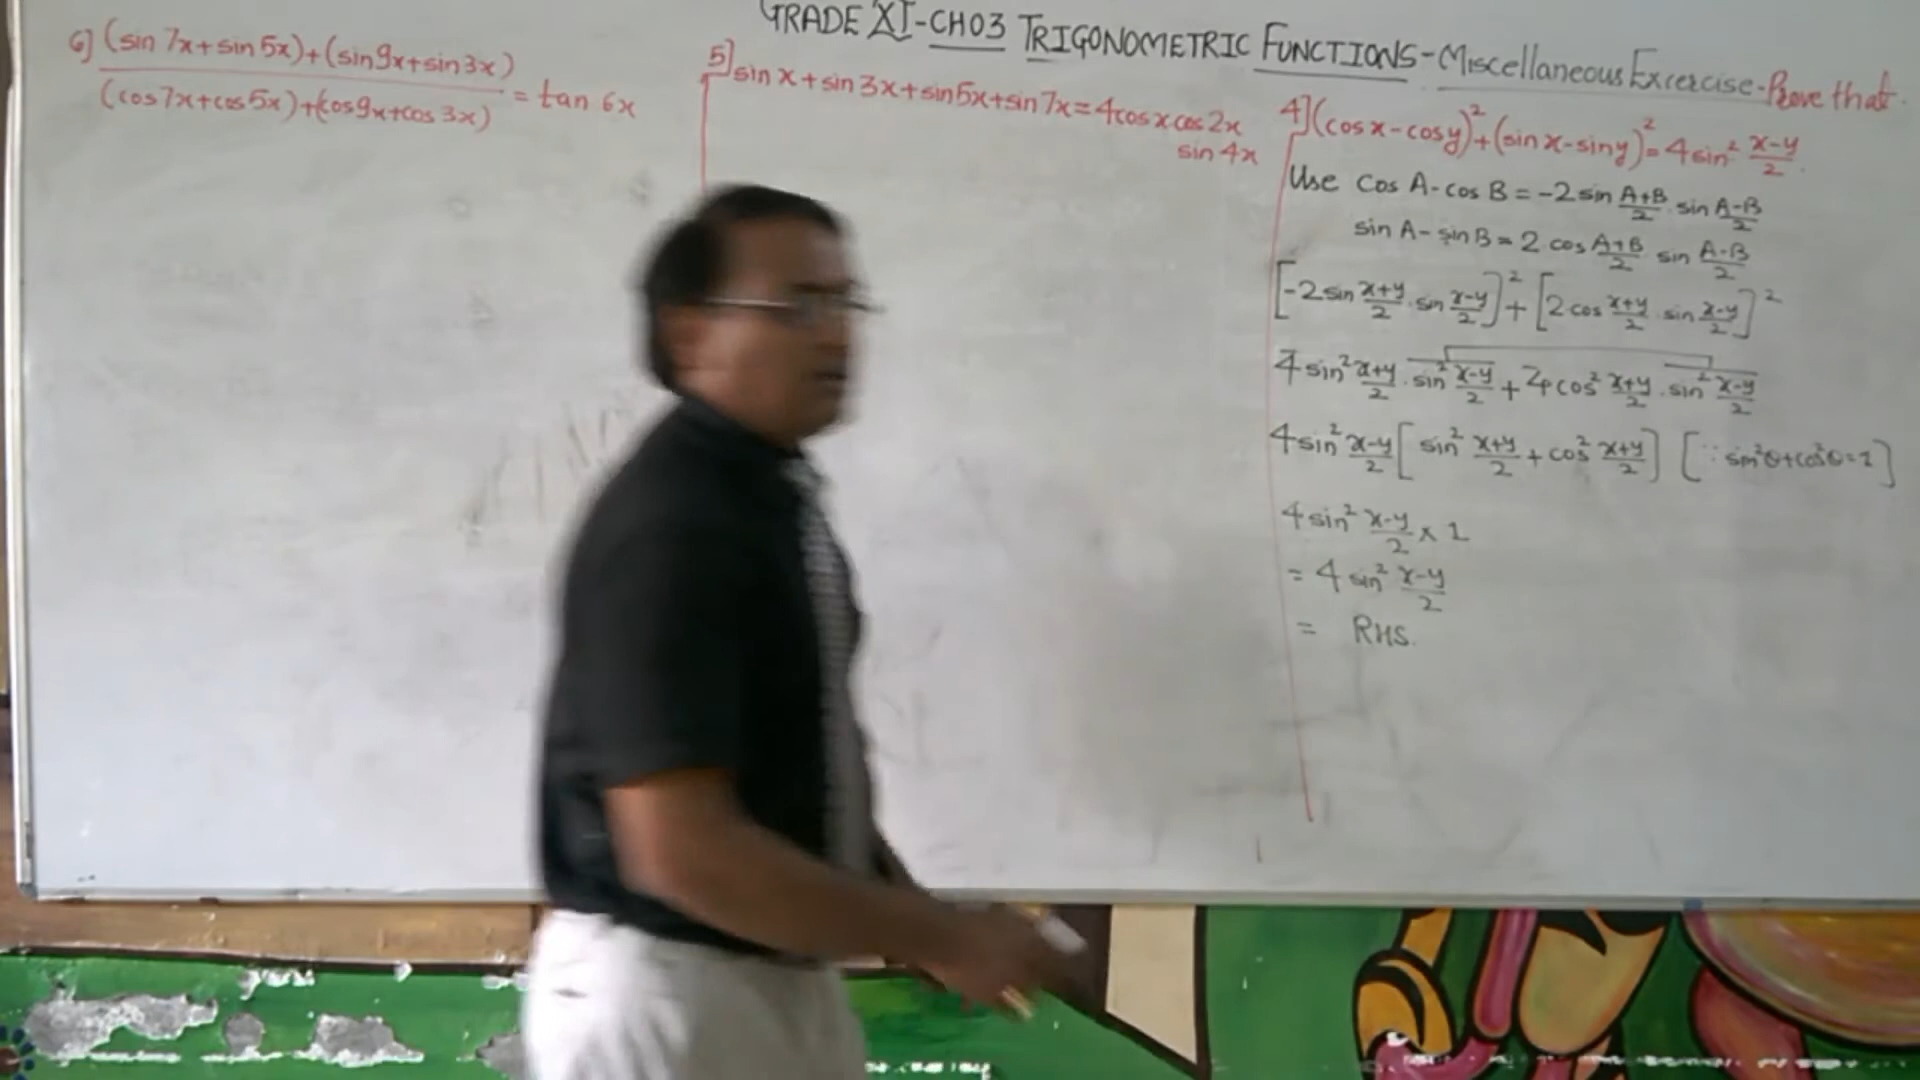 GRADE XI-CH03 TRIGONOMETRIC FUNCTIONS-Miscellaneous Excercise-Prove that
6] (sin 7x + sin 5x) + (sin 9x + sin 3x) / (cos 7x + cos 5x) + (cos 9x + cos 3x) = tan 6x
5] sin x + sin 3x + sin 5x + sin 7x = 4 cos x cos 2x
sin 4x
4] (cos x - cos y)² + (sin x - sin y)² = 4 sin² (x-y)/2
Use cos A - cos B = -2 sin (A+B)/2 . sin (A-B)/2
sin A - sin B = 2 cos (A+B)/2 sin (A-B)/2
[-2 sin (x+y)/2 . sin (x-y)/2]² + [2 cos (x+y)/2 . sin (x-y)/2]²
4 sin² (x+y)/2 . sin² (x-y)/2 + 4 cos² (x+y)/2 . sin² (x-y)/2
4 sin² (x-y)/2 [sin² (x+y)/2 + cos² (x+y)/2] [∵ sin²θ + cos²θ = 1]
4 sin² (x-y)/2 × 1
= 4 sin² (x-y)/2
= RHS.